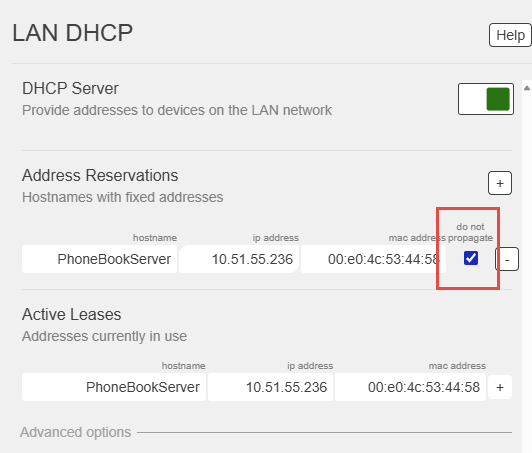 LAN DHCP
Help
DHCP Server
Provide addresses to devices on the LAN network
Address Reservations
Hostnames with fixed addresses
+
do not
hostname ip address mac address propagate
PhoneBookServer 10.51.55.236 00:e0:4c:53:44:58 -
Active Leases
Addresses currently in use
hostname ip address mac address
PhoneBookServer 10.51.55.236 00:e0:4c:53:44:58 +
Advanced options